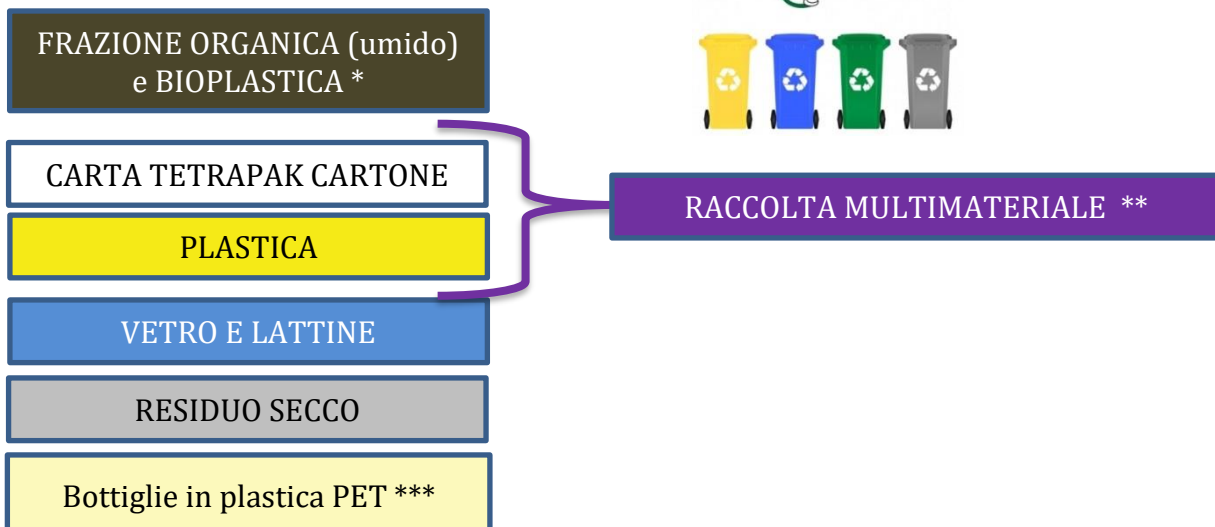 FRAZIONE ORGANICA (umido)
e BIOPLASTICA *
CARTA TETRAPAK CARTONE
PLASTICA
RACCOLTA MULTIMATERIALE **
VETRO E LATTINE
RESIDUO SECCO
Bottiglie in plastica PET ***